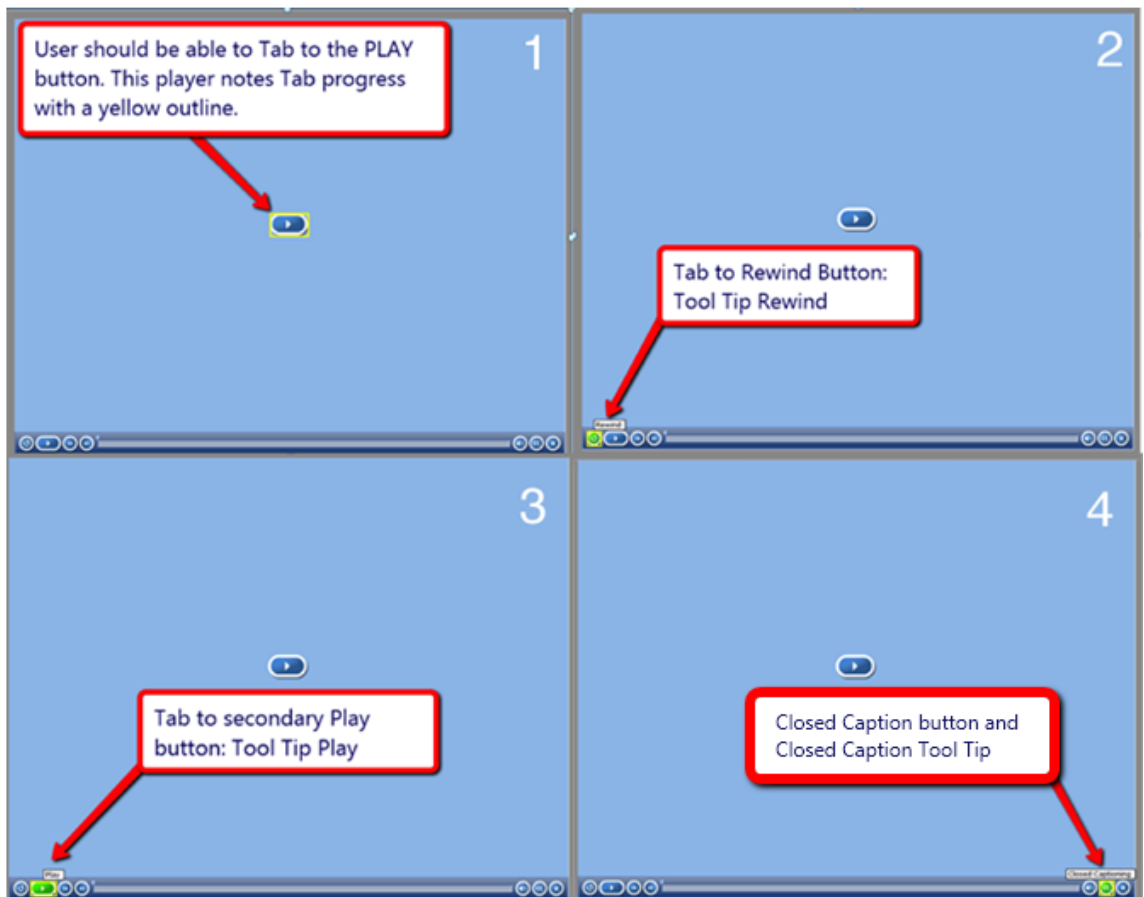 User should be able to Tab to the PLAY
button. This player notes Tab progress
with a yellow outline.
1
2
Tab to Rewind Button:
Tool Tip Rewind
Rewind
3
Tab to secondary Play
button: Tool Tip Play
Play
4
Closed Caption button and
Closed Caption Tool Tip
Closed Captioning